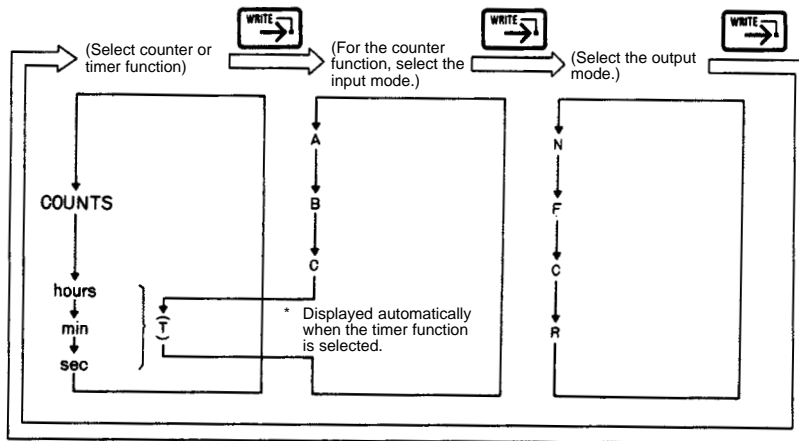 WRITE
WRITE
WRITE
(Select counter or
timer function)
(For the counter
function, select the
input mode.)
(Select the output
mode.)
COUNTS
hours
min
sec
(T)
A
B
C
* Displayed automatically
when the timer function
is selected.
N
F
C
R